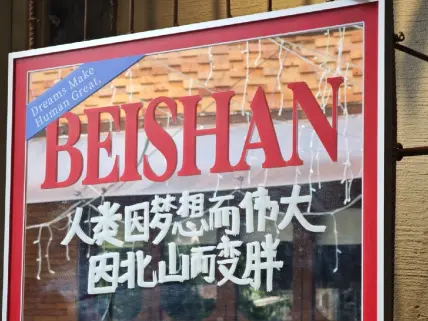 Dreams Make
Human Great.
BEISHAN
人类因梦想而伟大
因北山而变胖